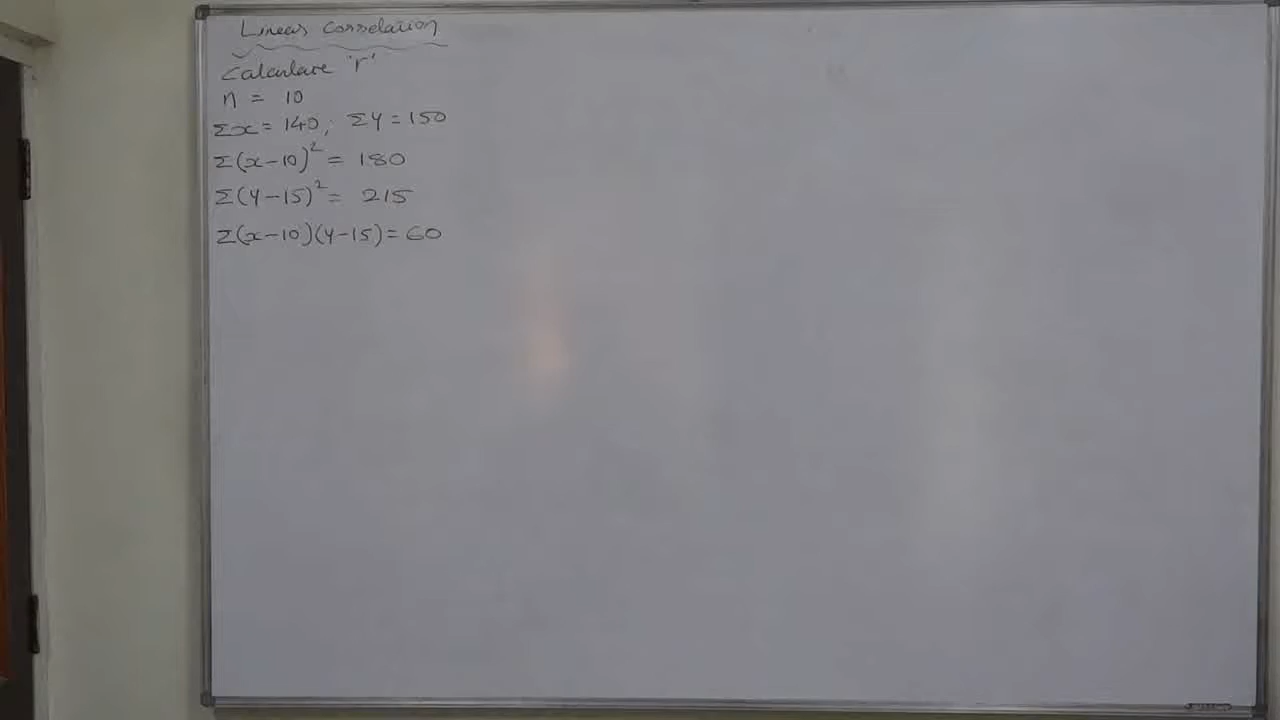 Linear Correlation
Calculate 'r'
n = 10
Σx = 140; Σy = 150
Σ(x-10)² = 180
Σ(y-15)² = 215
Σ(x-10)(y-15) = 60